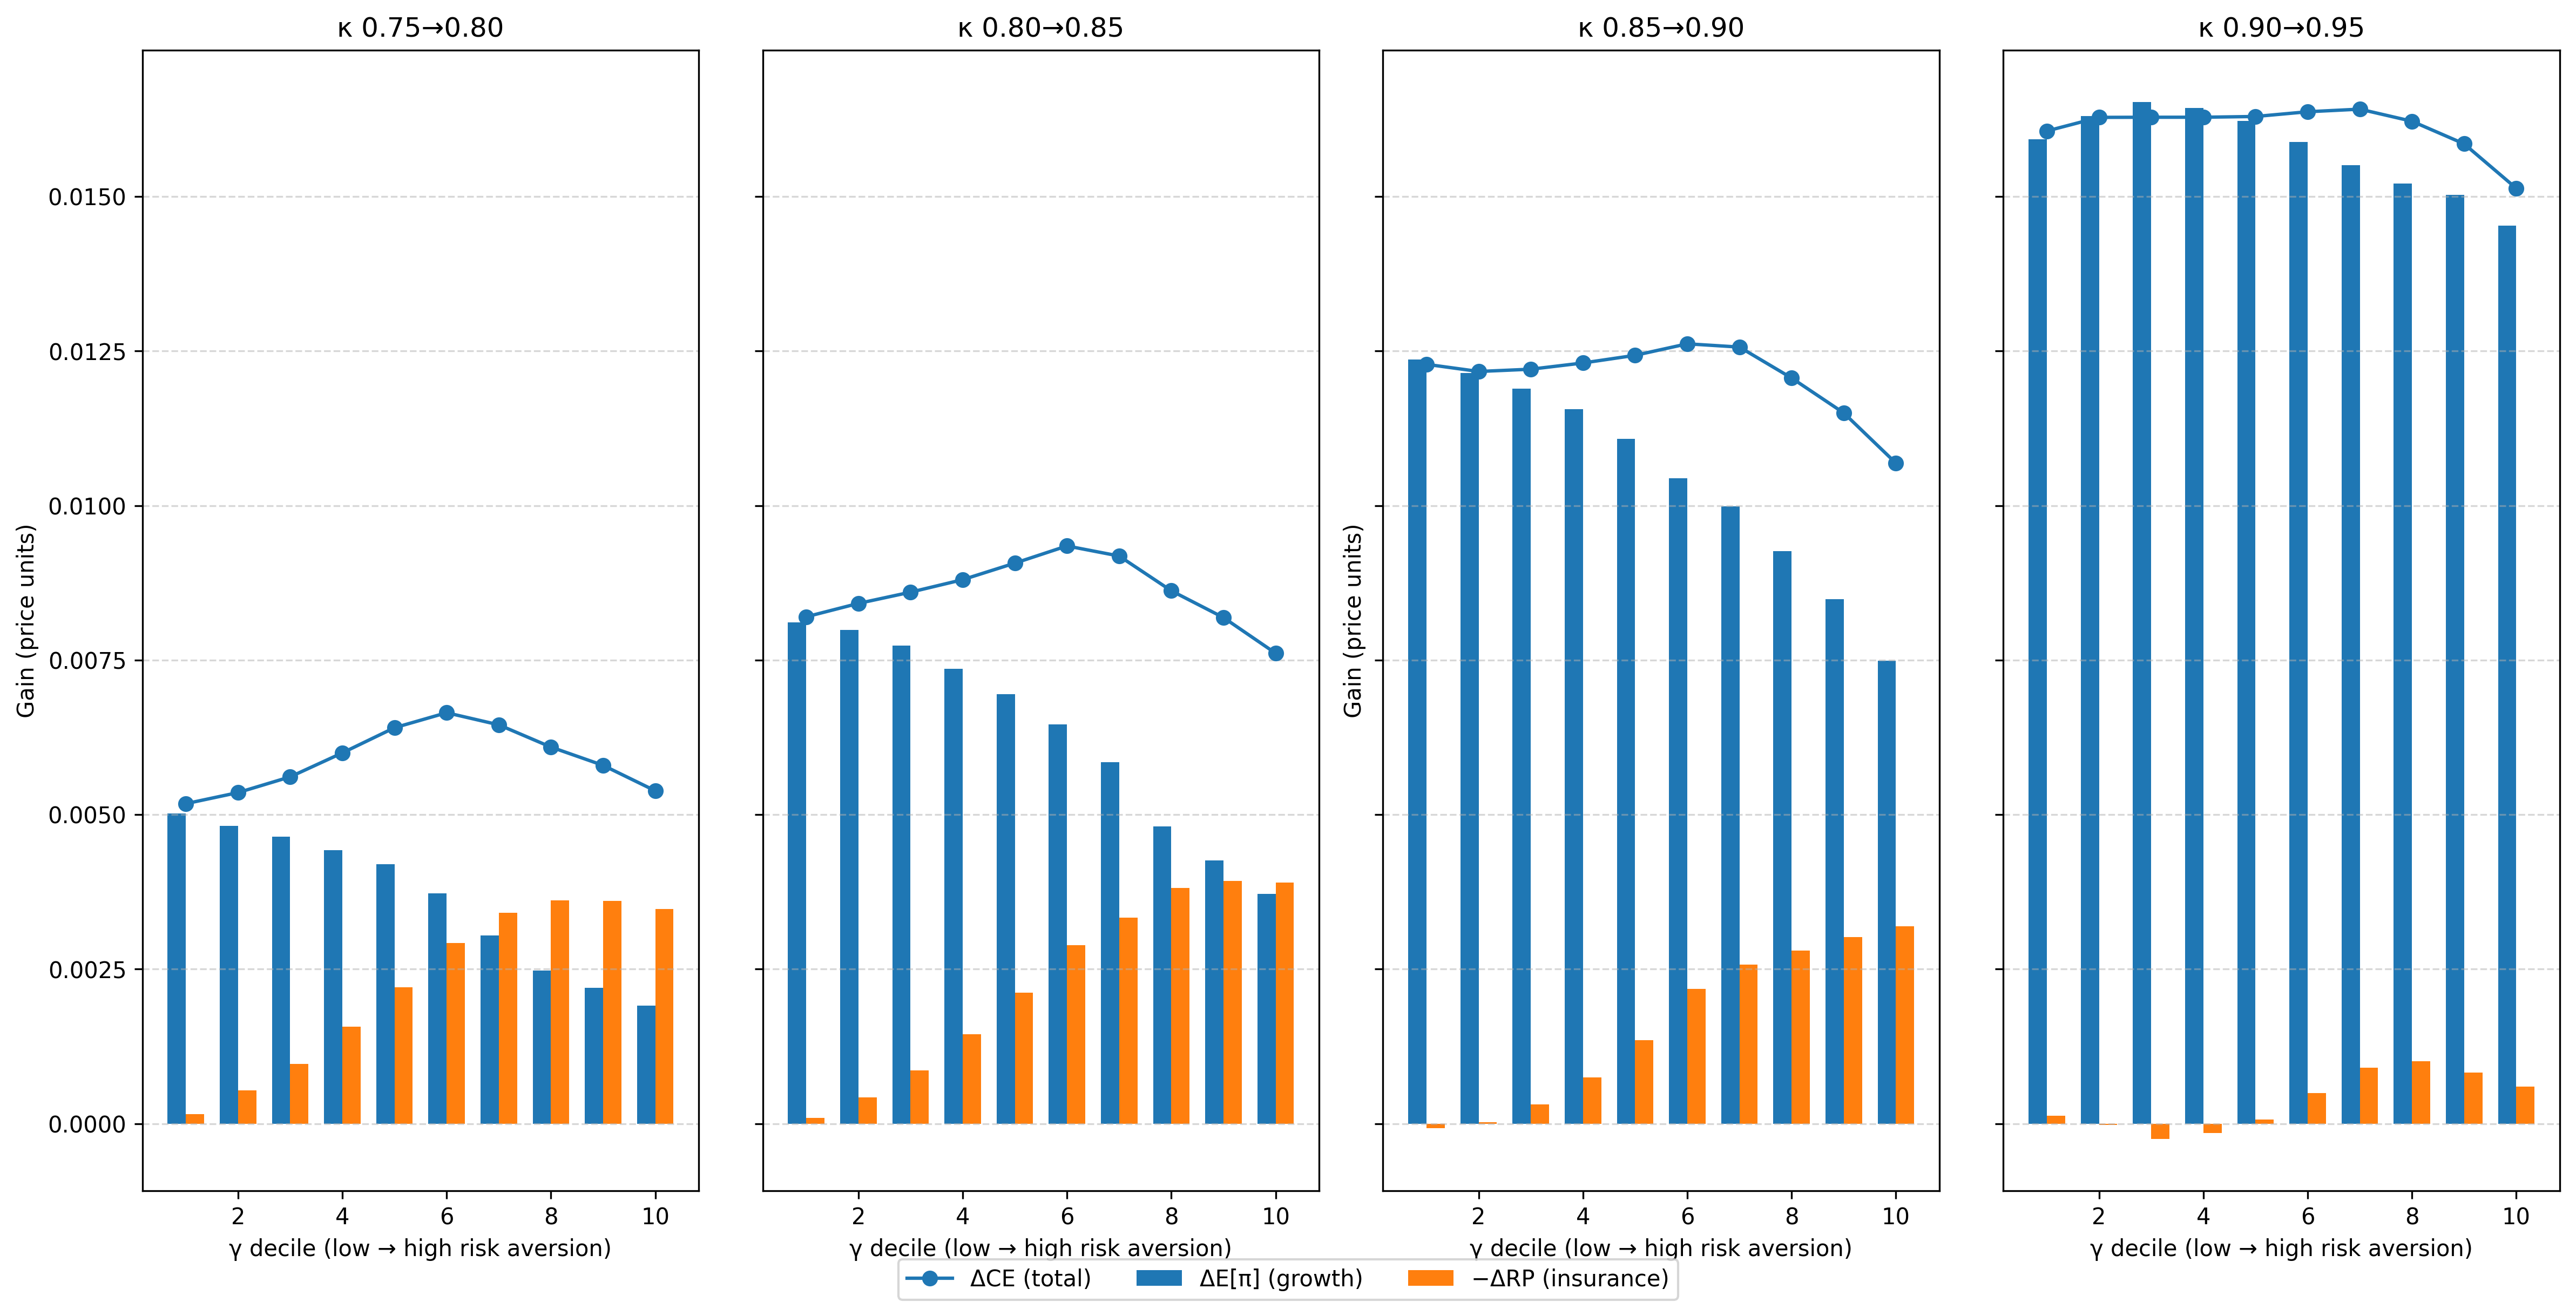 κ 0.75→0.80
κ 0.80→0.85
κ 0.85→0.90
κ 0.90→0.95
Gain (price units)
0.0150
0.0125
0.0100
0.0075
0.0050
0.0025
0.0000
Gain (price units)
2 4 6 8 10
2 4 6 8 10
2 4 6 8 10
2 4 6 8 10
γ decile (low → high risk aversion)
γ decile (low → high risk aversion)
γ decile (low → high risk aversion)
γ decile (low → high risk aversion)
ΔCE (total) ΔE[π] (growth) −ΔRP (insurance)